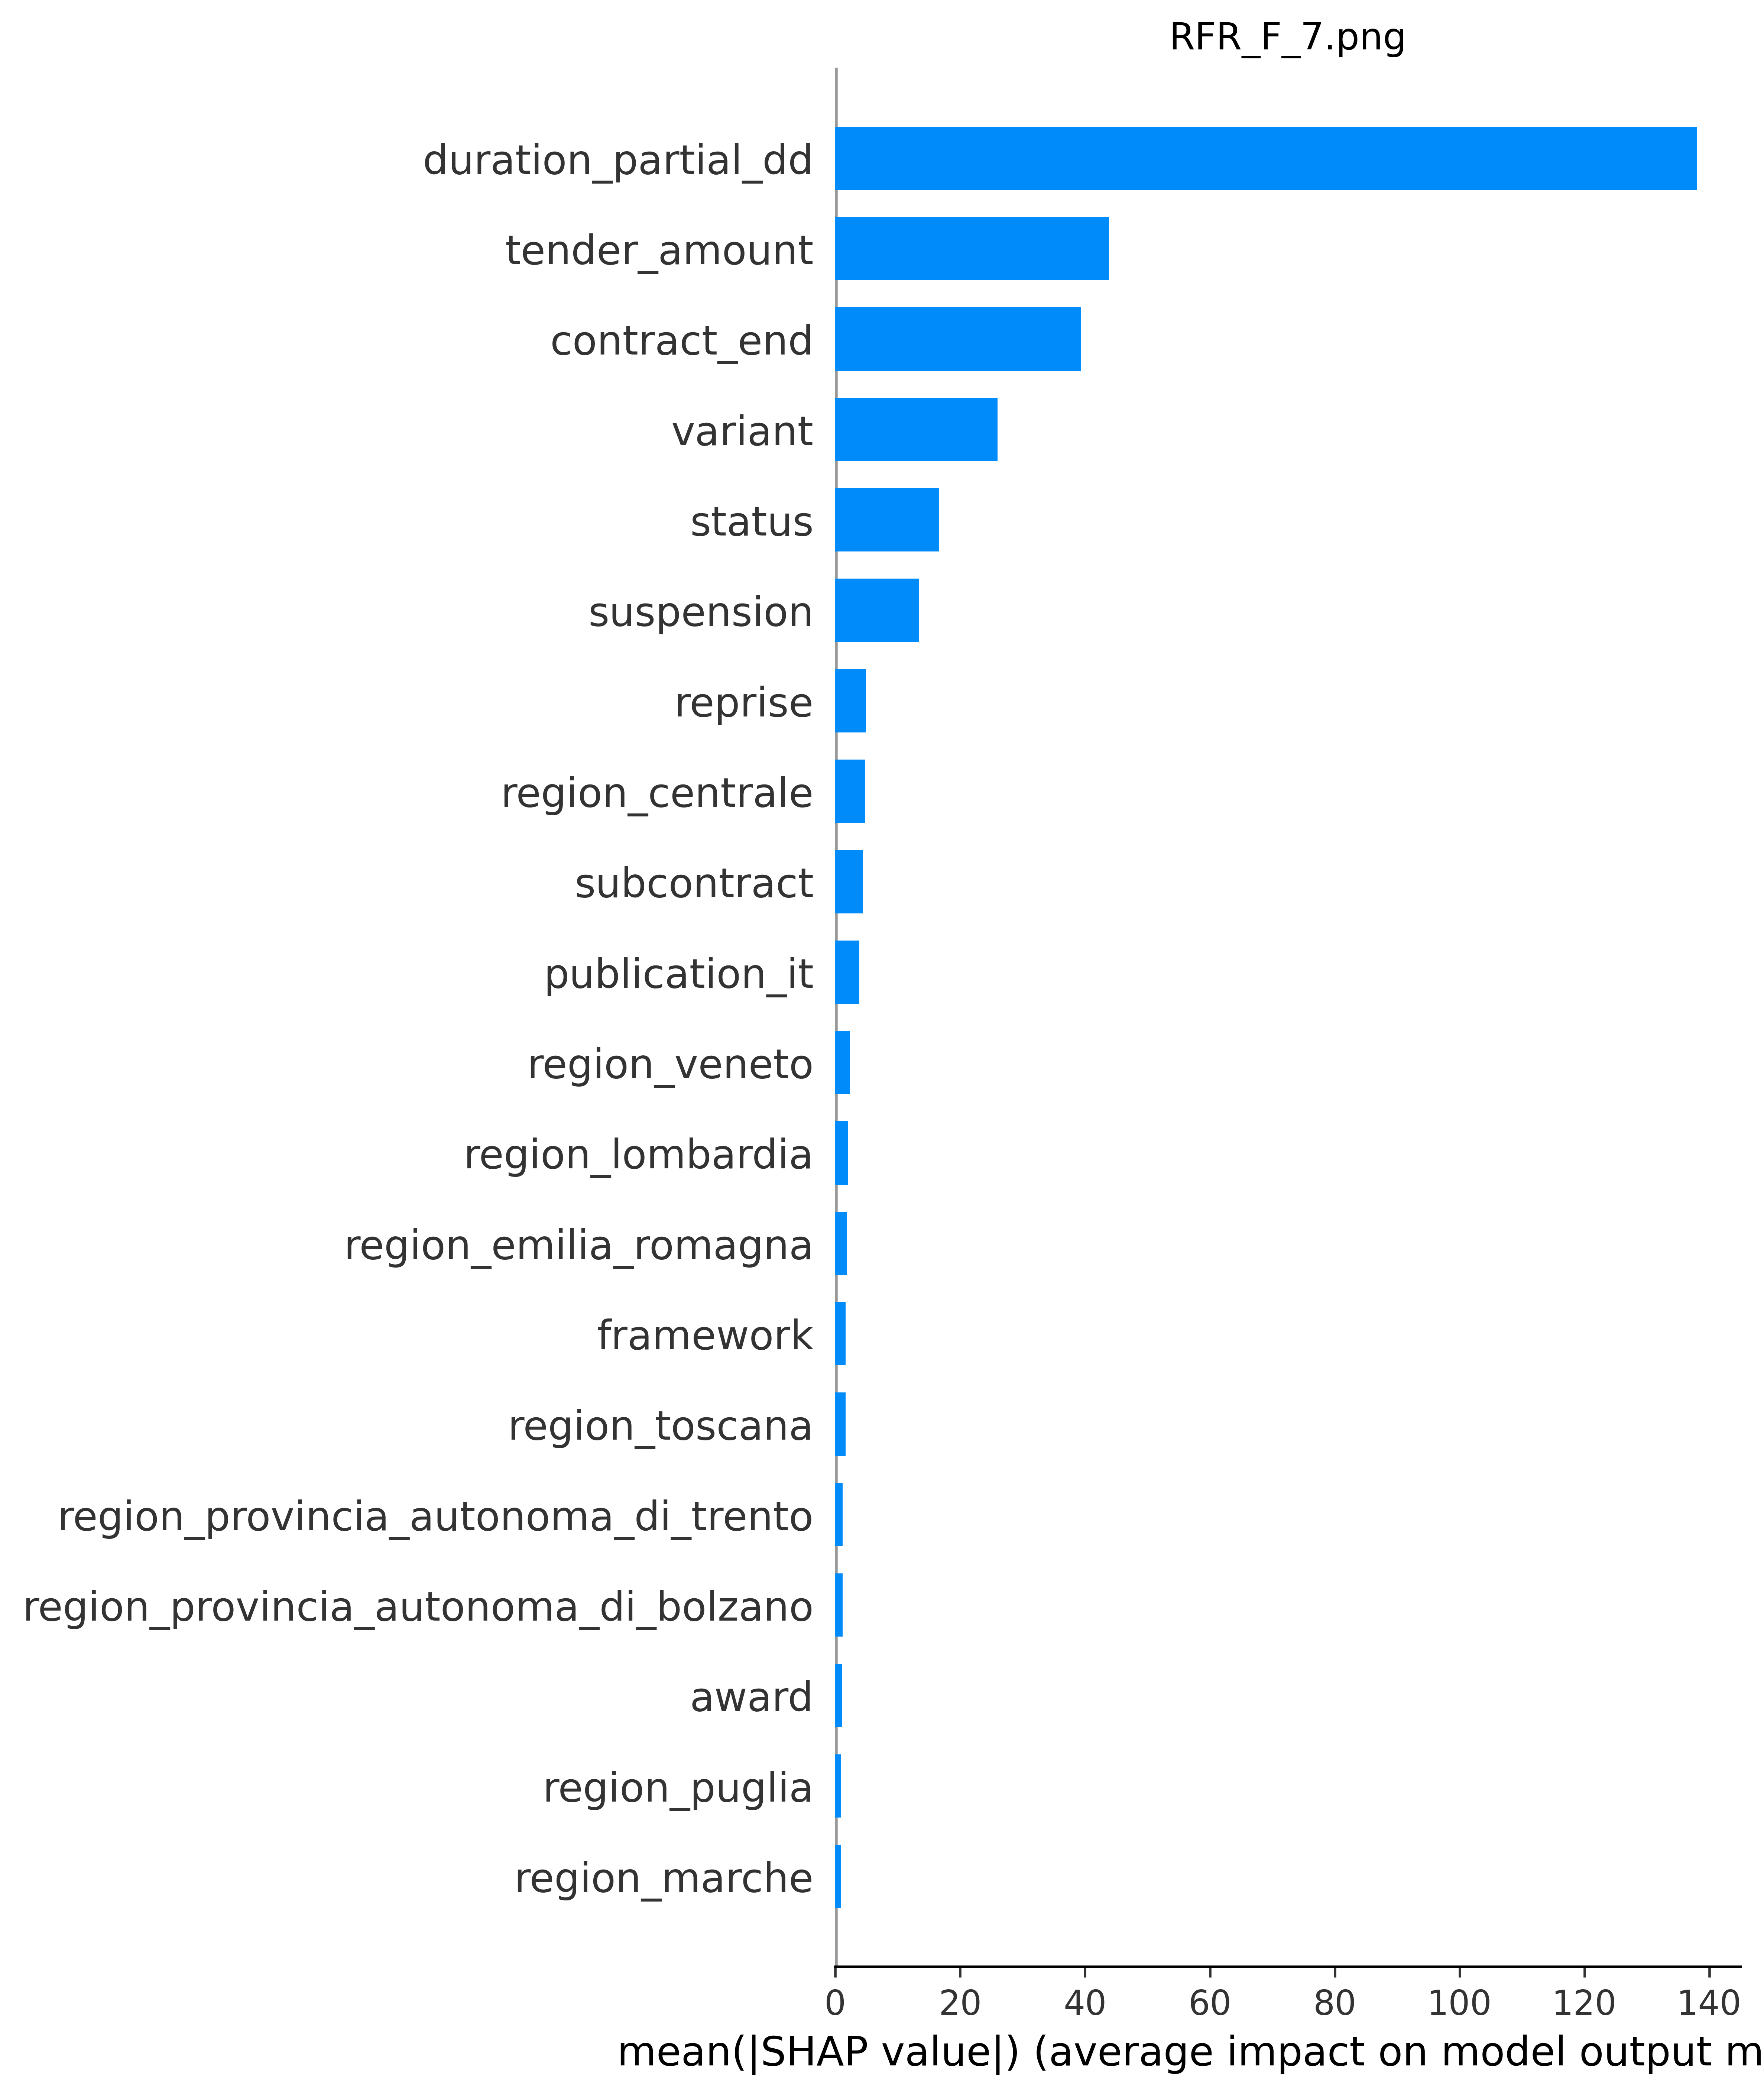 RFR_F_7.png
duration_partial_dd
tender_amount
contract_end
variant
status
suspension
reprise
region_centrale
subcontract
publication_it
region_veneto
region_lombardia
region_emilia_romagna
framework
region_toscana
region_provincia_autonoma_di_trento
region_provincia_autonoma_di_bolzano
award
region_puglia
region_marche
0 20 40 60 80 100 120 140
mean(|SHAP value|) (average impact on model output m